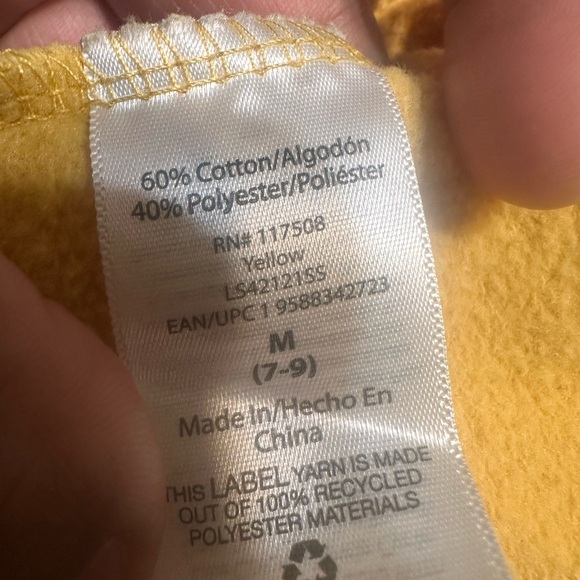 60% Cotton/Algodón
40% Polyester/Poliéster
RN# 117508
Yellow
LS42121SS
EAN/UPC 1 9588342723
M
(7-9)
Made In/Hecho En
China
THIS LABEL YARN IS MADE
OUT OF 100% RECYCLED
POLYESTER MATERIALS